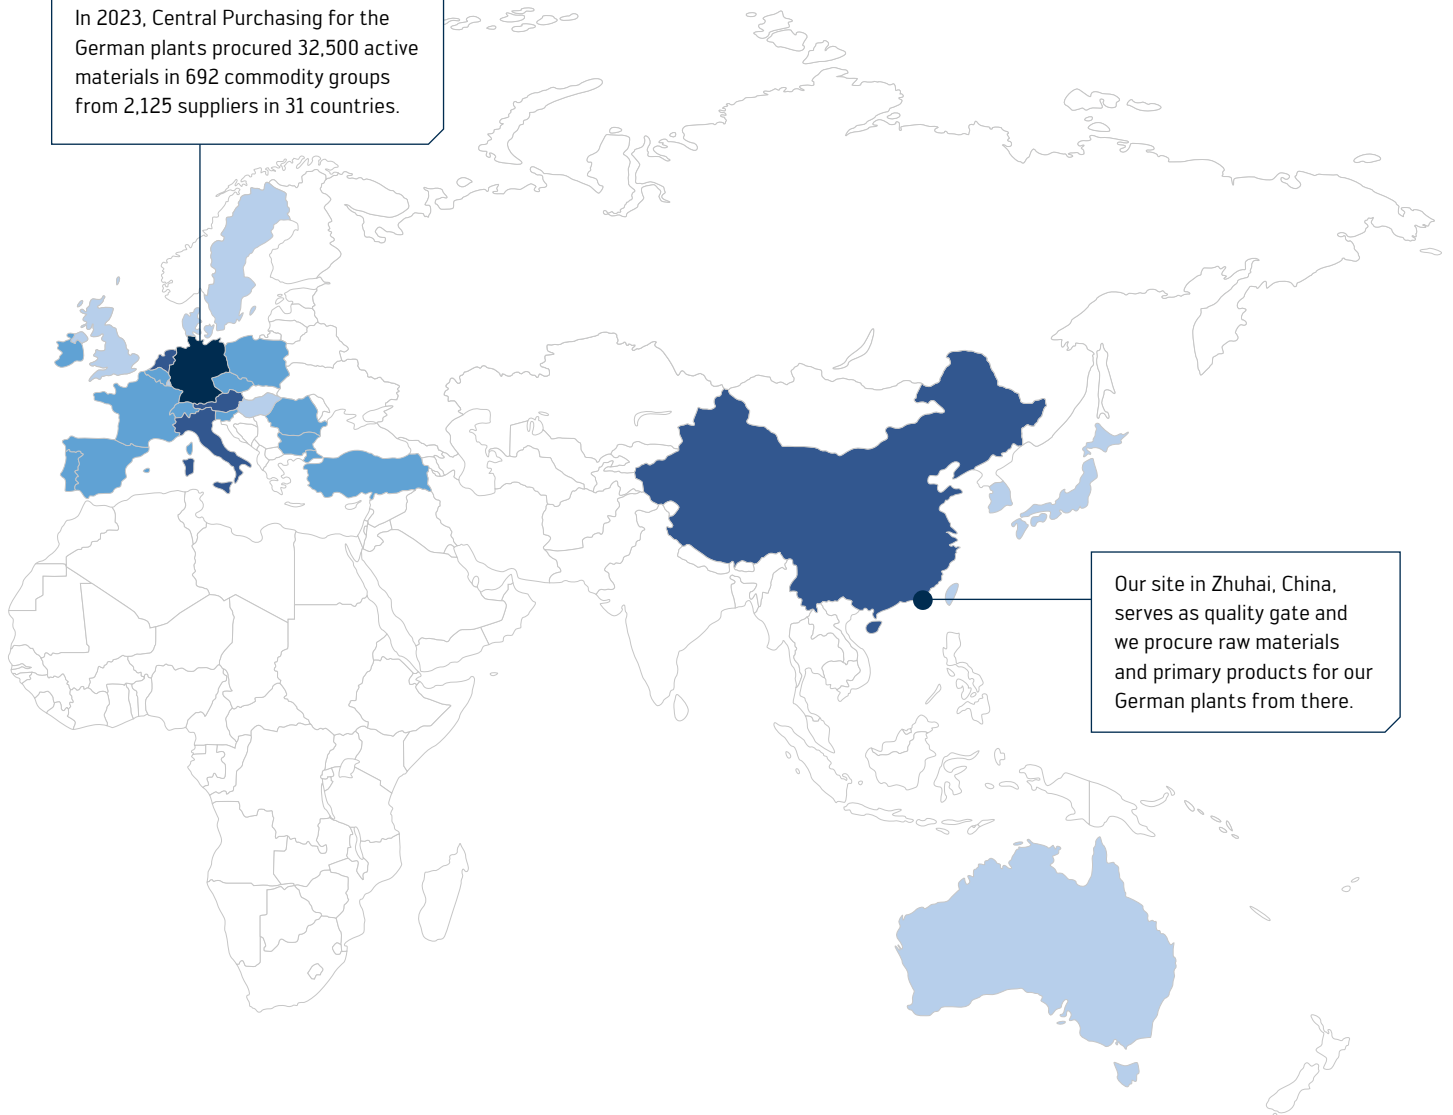 In 2023, Central Purchasing for the
German plants procured 32,500 active
materials in 692 commodity groups
from 2,125 suppliers in 31 countries.
Our site in Zhuhai, China,
serves as quality gate and
we procure raw materials
and primary products for our
German plants from there.